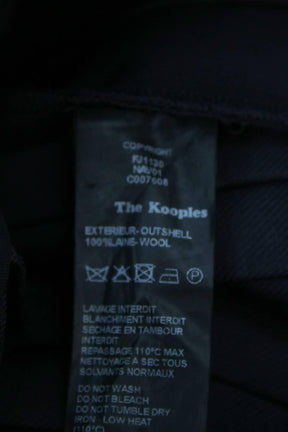 COPYRIGHT
FJ1130
NAV01
C007608
The Kooples
EXTERIEUR- OUTSHELL
100%LAINE- WOOL
LAVAGE INTERDIT
BLANCHIMENT INTERDIT
SECHAGE EN TAMBOUR
INTERDIT
REPASSAGE 110°C MAX
NETTOYAGE A SEC TOUS
SOLVANTS NORMAUX
DO NOT WASH
DO NOT BLEACH
DO NOT TUMBLE DRY
IRON - LOW HEAT
(110°C)